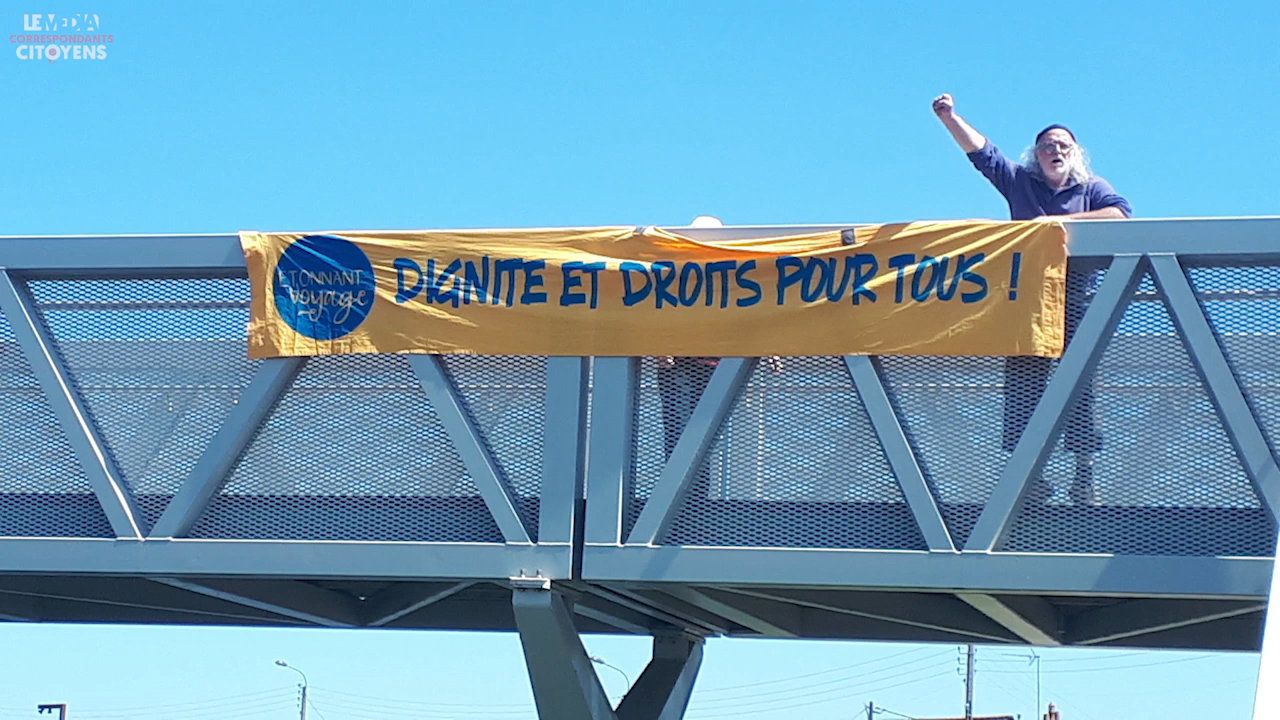 LE MEDIA
CORRESPONDANTS
CITOYENS
ETONNANT
voyage
DIGNITE ET DROITS POUR TOUS !